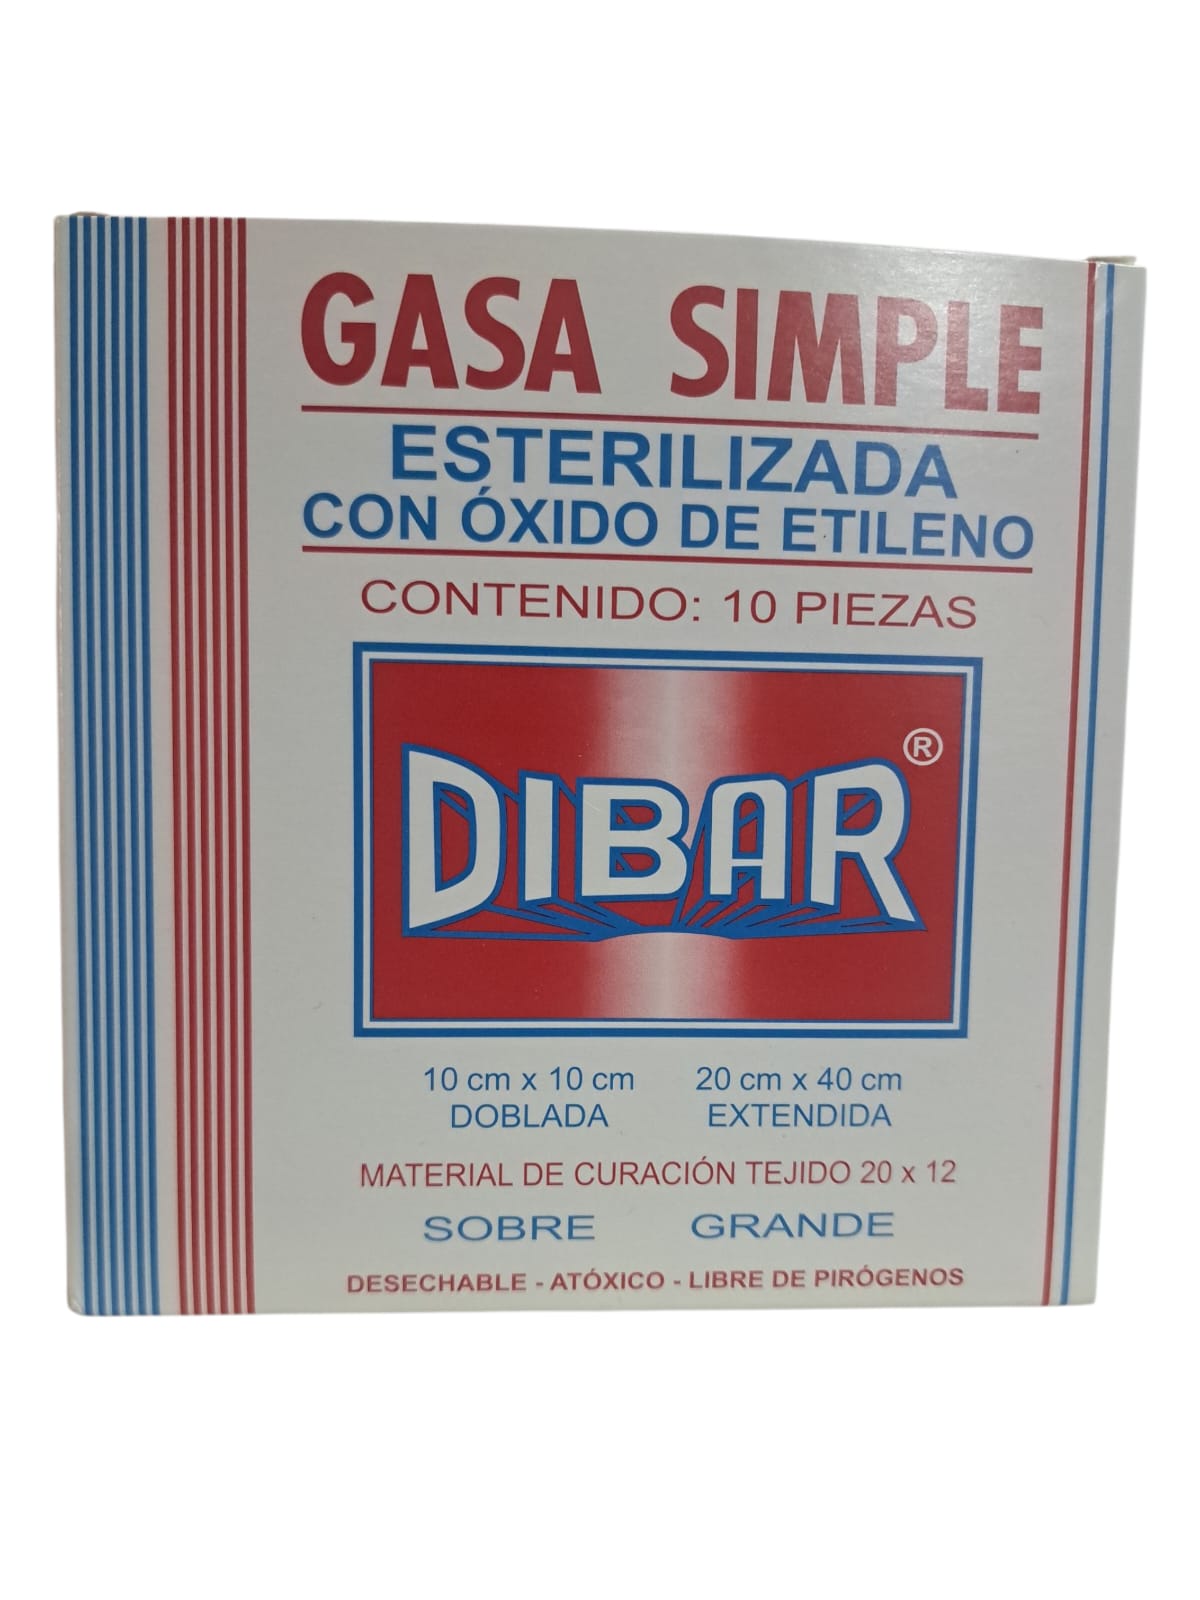 GASA SIMPLE
ESTERILIZADA
CON ÓXIDO DE ETILENO
CONTENIDO: 10 PIEZAS
DIBAR®
10 cm x 10 cm 20 cm x 40 cm
DOBLADA EXTENDIDA
MATERIAL DE CURACIÓN TEJIDO 20 x 12
SOBRE GRANDE
DESECHABLE - ATÓXICO - LIBRE DE PIRÓGENOS